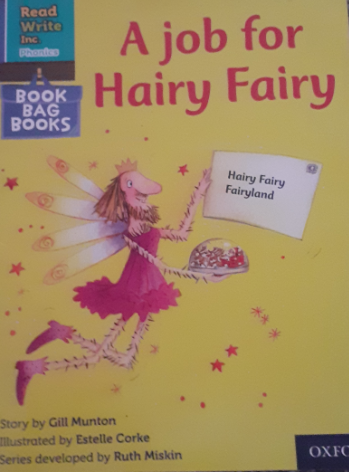 Read
Write
Inc
Phonics
BOOK
BAG
BOOKS
A job for
Hairy Fairy
Hairy Fairy
Fairyland
Story by Gill Munton
Illustrated by Estelle Corke
Series developed by Ruth Miskin
OXFO